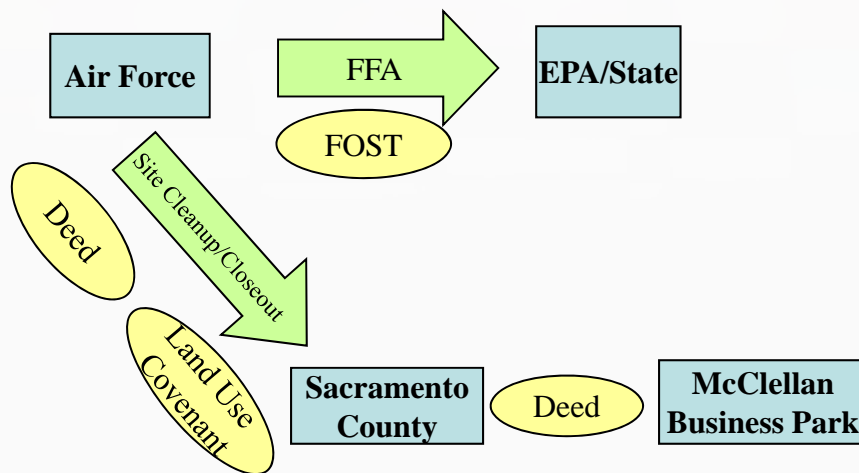 Air Force
FFA
EPA/State
FOST
Site Cleanup/Closeout
Deed
Land Use
Covenant
Sacramento
County
Deed
McClellan
Business Park